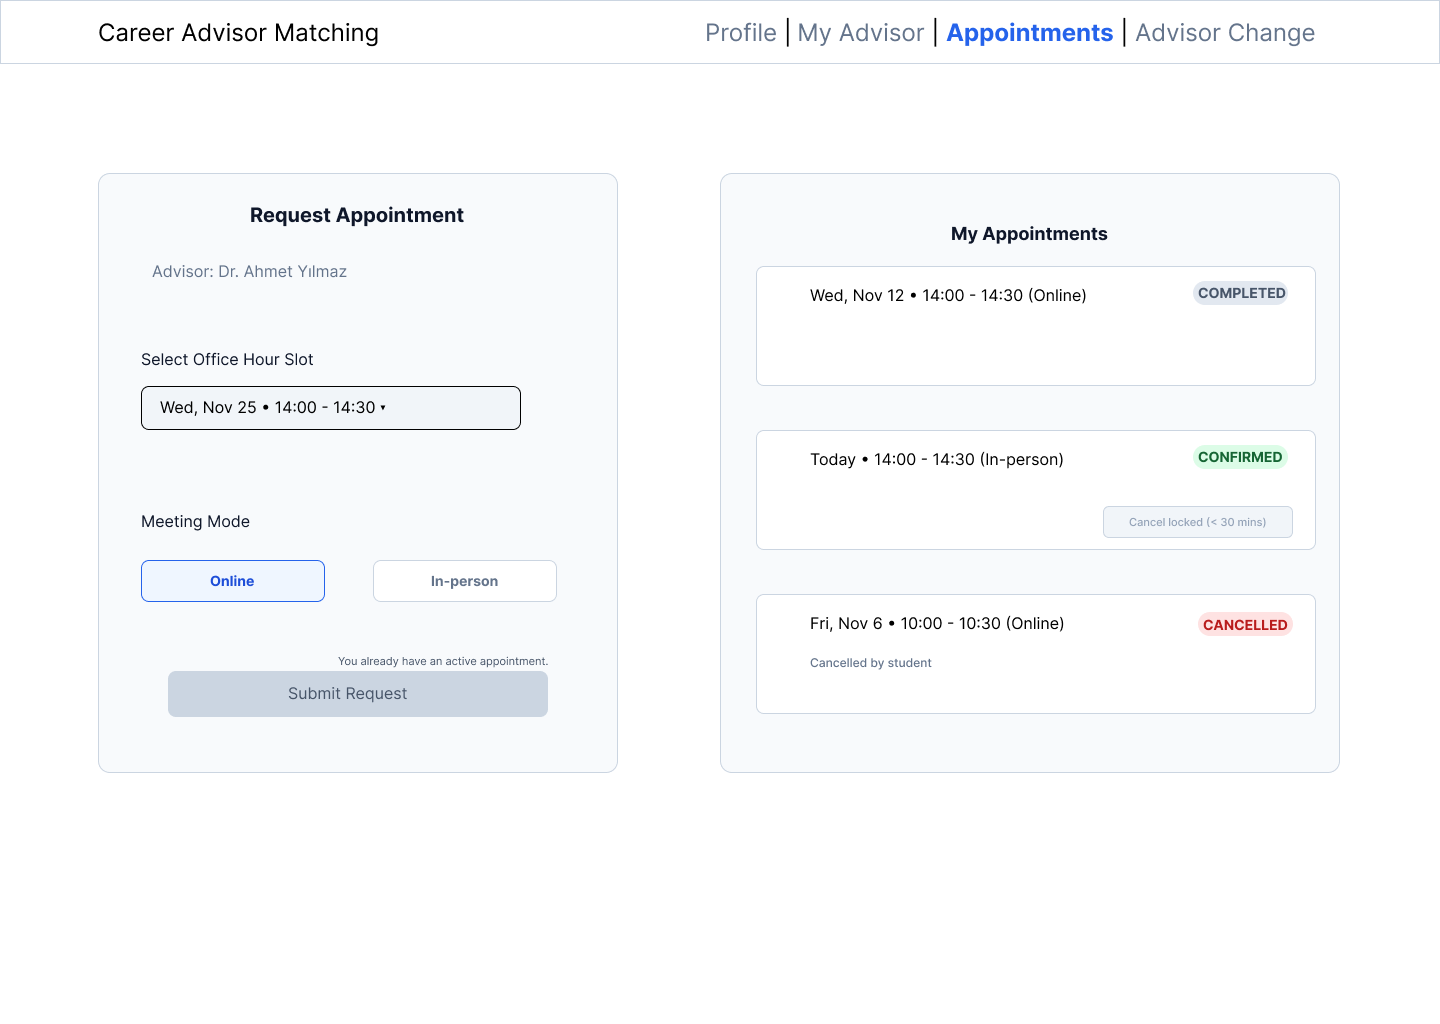 Career Advisor Matching
Profile | My Advisor | Appointments | Advisor Change
Request Appointment
Advisor: Dr. Ahmet Yılmaz
Select Office Hour Slot
Wed, Nov 25 • 14:00 - 14:30 ▾
Meeting Mode
Online
In-person
You already have an active appointment.
Submit Request
My Appointments
Wed, Nov 12 • 14:00 - 14:30 (Online)
COMPLETED
Today • 14:00 - 14:30 (In-person)
CONFIRMED
Cancel locked (< 30 mins)
Fri, Nov 6 • 10:00 - 10:30 (Online)
CANCELLED
Cancelled by student